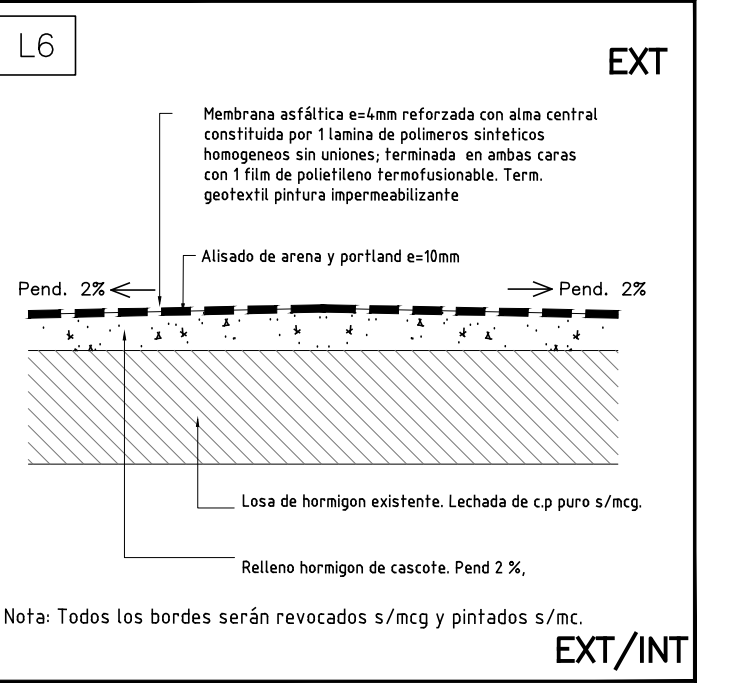 L6
EXT
Membrana asfáltica e=4mm reforzada con alma central
constituida por 1 lamina de polimeros sinteticos
homogeneos sin uniones; terminada en ambas caras
con 1 film de polietileno termofusionable. Term.
geotextil pintura impermeabilizante
Alisado de arena y portland e=10mm
Pend. 2%
Pend. 2%
Losa de hormigon existente. Lechada de c.p puro s/mcg.
Relleno hormigon de cascote. Pend 2 %,
Nota: Todos los bordes serán revocados s/mcg y pintados s/mc.
EXT/INT